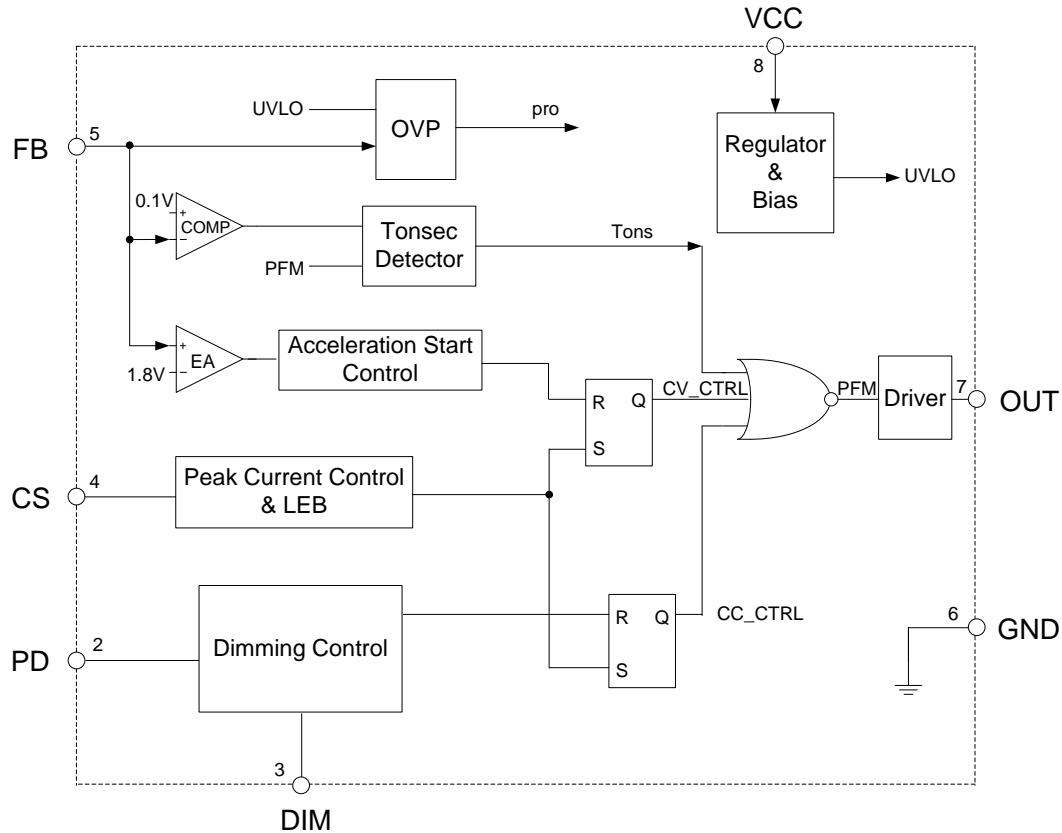 VCC
8
UVLO
OVP
pro
5
FB
Regulator
&
Bias
UVLO
0.1V
+
COMP
−
Tonsec
Detector
Tons
PFM
+
EA
1.8V
−
Acceleration Start
Control
R
Q
S
CV_CTRL
PFM
Driver
7
OUT
4
CS
Peak Current Control
& LEB
R
Q
S
CC_CTRL
6
GND
2
PD
Dimming Control
3
DIM